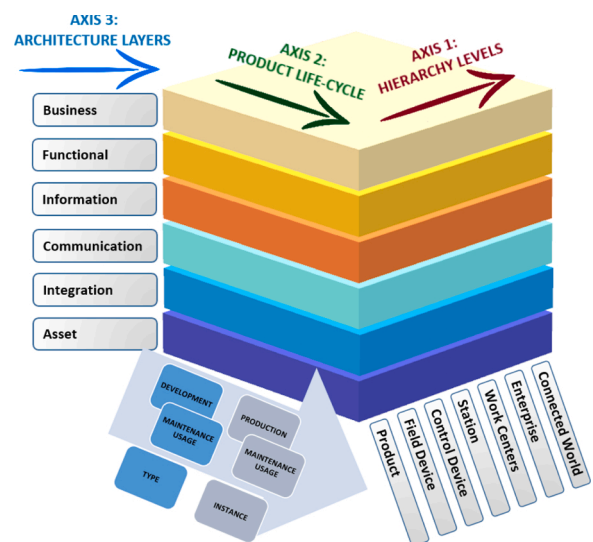 AXIS 3:
ARCHITECTURE LAYERS
AXIS 2:
PRODUCT LIFE-CYCLE
AXIS 1:
HIERARCHY LEVELS
Business
Functional
Information
Communication
Integration
Asset
DEVELOPMENT
MAINTENANCE
USAGE
PRODUCTION
MAINTENANCE
USAGE
TYPE
INSTANCE
Product
Field Device
Control Device
Station
Work Centers
Enterprise
Connected World